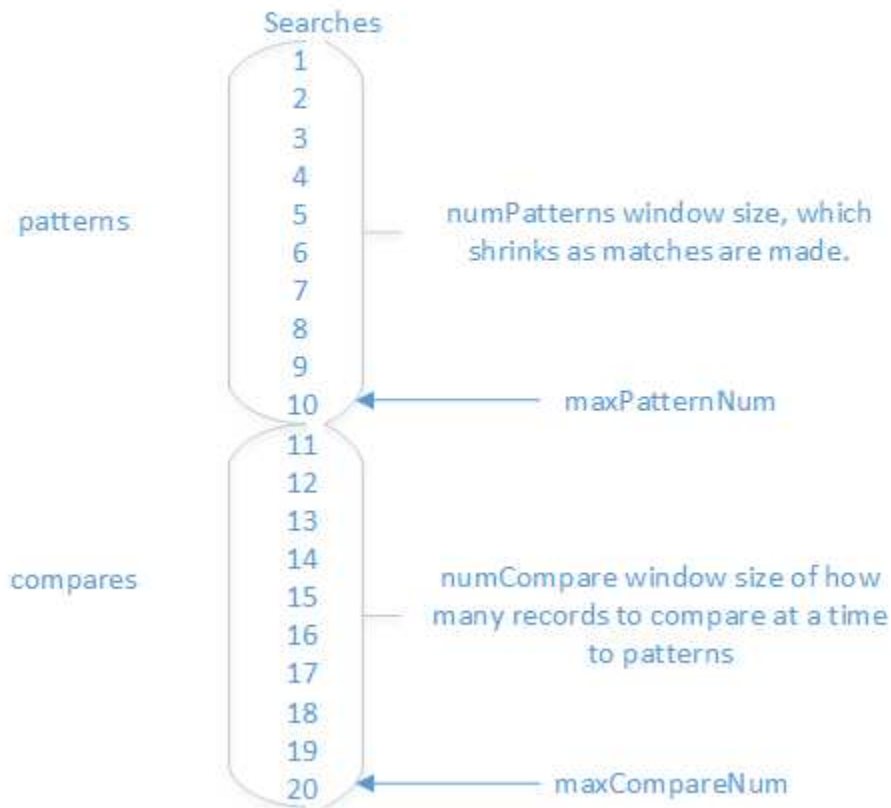 Searches
1
2
3
4
patterns
5
numPatterns window size, which
shrinks as matches are made.
6
7
8
9
10
maxPatternNum
11
12
13
14
compares
15
numCompare window size of how
many records to compare at a time
to patterns
16
17
18
19
20
maxCompareNum